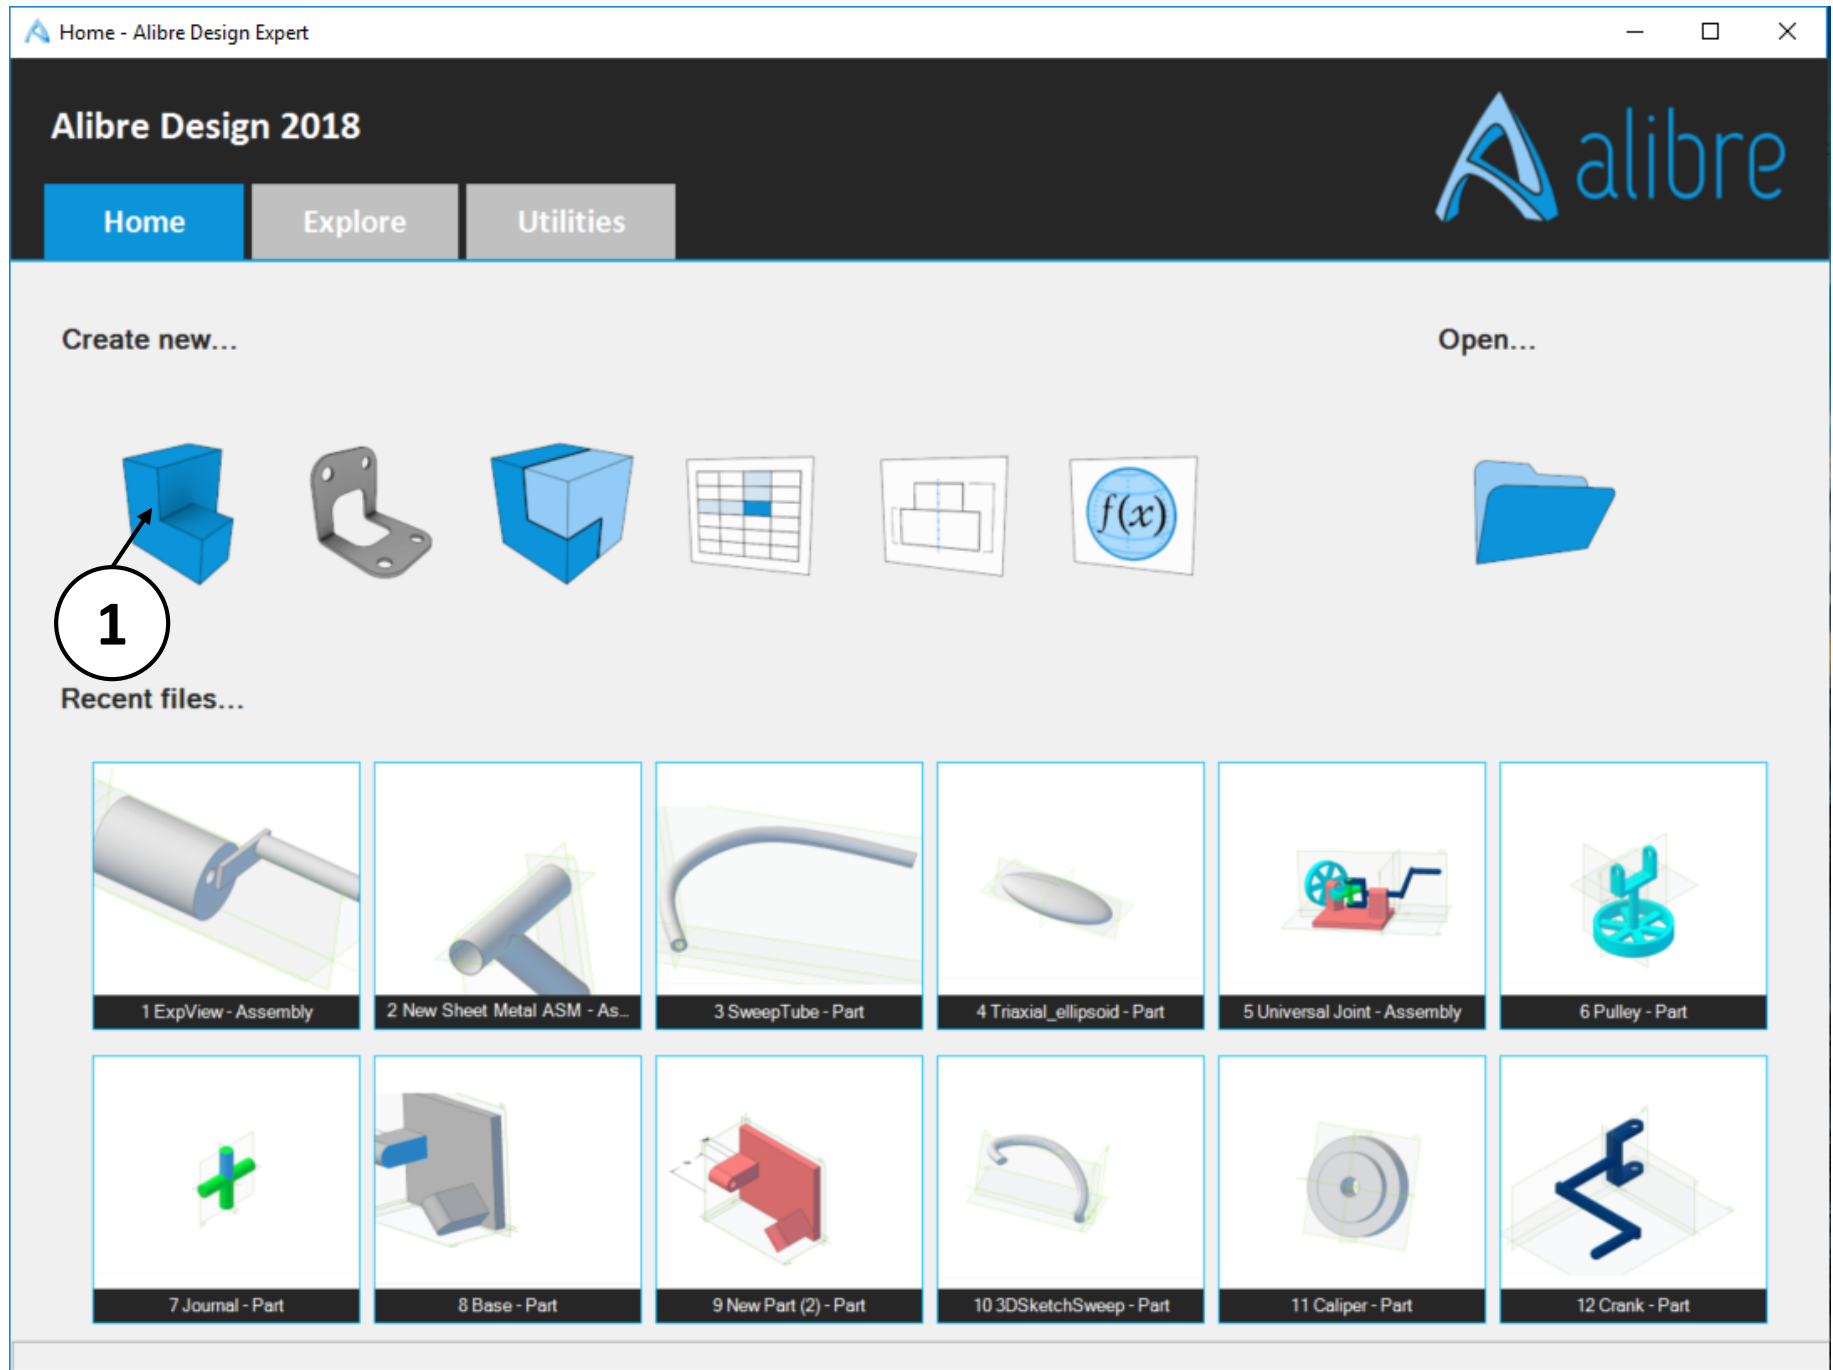 Home - Alibre Design Expert
Alibre Design 2018
alibre
Home Explore Utilities
Create new... Open...
f(x)
1
Recent files...
1 ExpView - Assembly
2 New Sheet Metal ASM - As...
3 SweepTube - Part
4 Triaxial_ellipsoid - Part
5 Universal Joint - Assembly
6 Pulley - Part
7 Journal - Part
8 Base - Part
9 New Part (2) - Part
10 3DSketchSweep - Part
11 Caliper - Part
12 Crank - Part